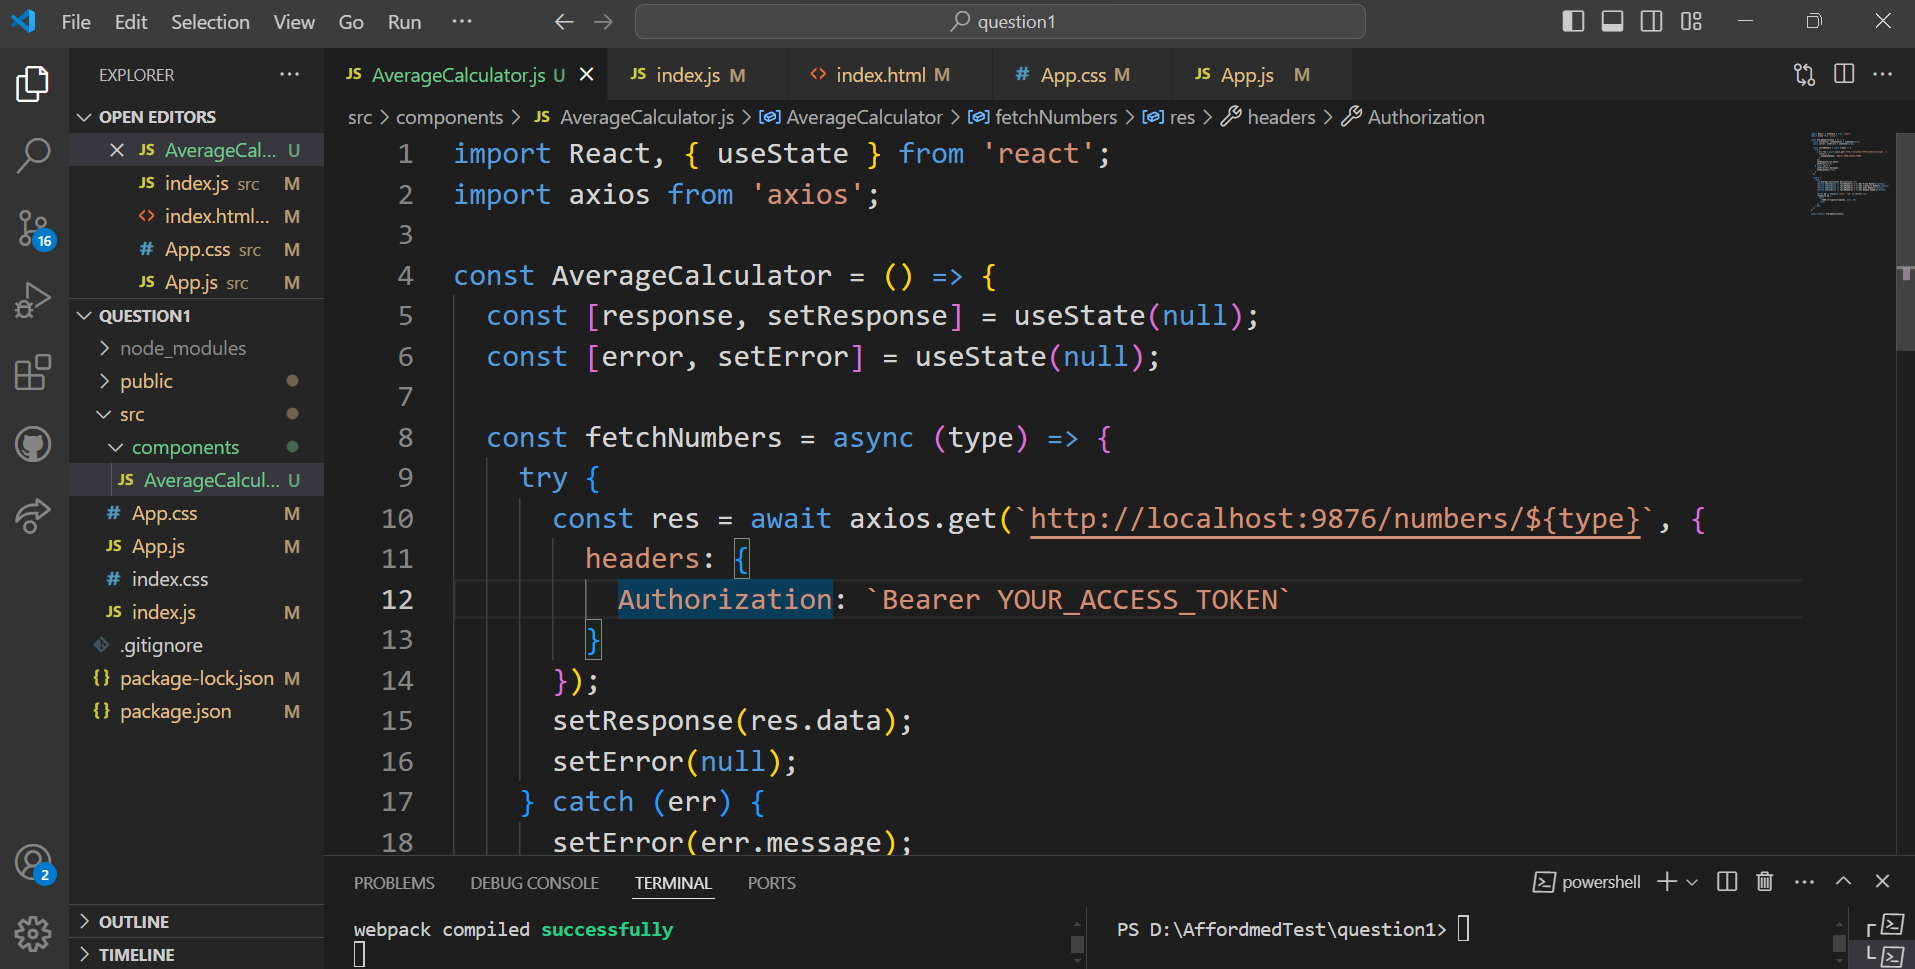 File Edit Selection View Go Run ···
question1
EXPLORER
OPEN EDITORS
JS AverageCal... U
JS index.js src M
<> index.html... M
# App.css src M
JS App.js src M
QUESTION1
node_modules
public
src
components
JS AverageCalcul... U
# App.css M
JS App.js M
# index.css
JS index.js M
.gitignore
{} package-lock.json M
{} package.json M
OUTLINE
TIMELINE
16
2
JS AverageCalculator.js U
JS index.js M
<> index.html M
# App.css M
JS App.js M
src > components > JS AverageCalculator.js > AverageCalculator > fetchNumbers > res > headers > Authorization
1 import React, { useState } from 'react';
2 import axios from 'axios';
3
4 const AverageCalculator = () => {
5 const [response, setResponse] = useState(null);
6 const [error, setError] = useState(null);
7
8 const fetchNumbers = async (type) => {
9 try {
10 const res = await axios.get(`http://localhost:9876/numbers/${type}`, {
11 headers: {
12 Authorization: `Bearer YOUR_ACCESS_TOKEN`
13 }
14 });
15 setResponse(res.data);
16 setError(null);
17 } catch (err) {
18 setError(err.message);
PROBLEMS DEBUG CONSOLE TERMINAL PORTS
powershell
webpack compiled successfully
PS D:\AffordmedTest\question1>